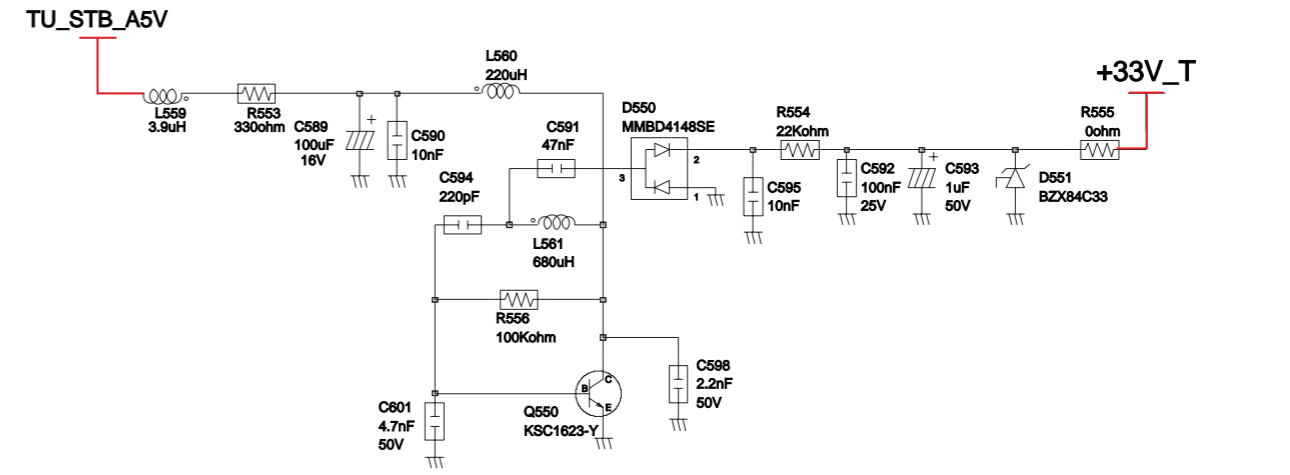 TU_STB_A5V
L559
3.9uH
R553
330ohm
C589
100uF
16V
+
C590
10nF
L560
220uH
C591
47nF
C594
220pF
L561
680uH
R556
100Kohm
C601
4.7nF
50V
B
C
E
Q550
KSC1623-Y
C598
2.2nF
50V
D550
MMBD4148SE
3
2
1
C595
10nF
R554
22Kohm
C592
100nF
25V
+
C593
1uF
50V
D551
BZX84C33
R555
0ohm
+33V_T